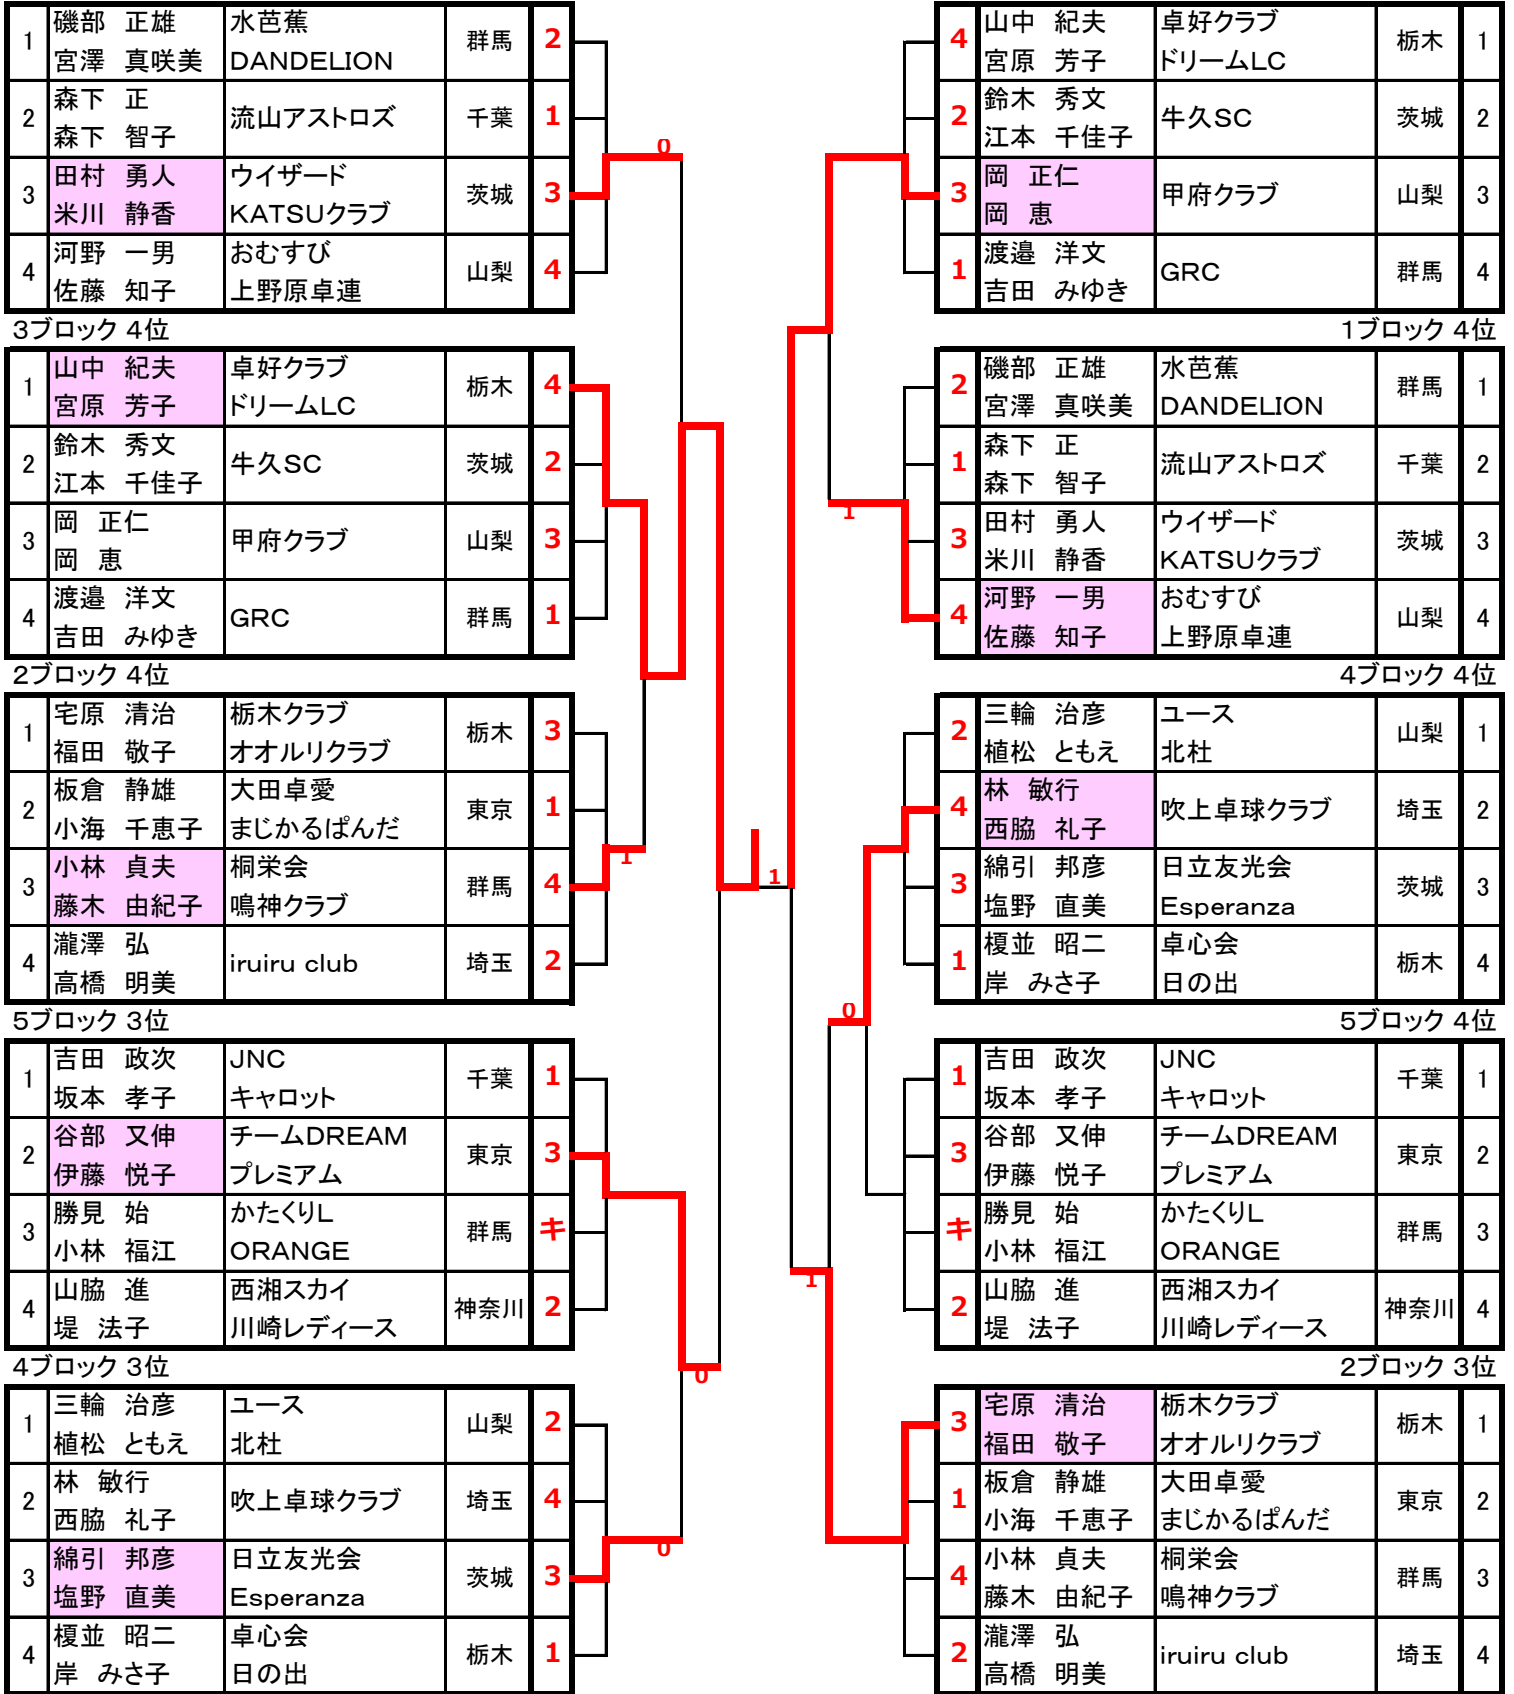 1 磯部 正雄 水芭蕉 群馬 2
宮澤 真咲美 DANDELION
2 森下 正 流山アストロズ 千葉 1
森下 智子
3 田村 勇人 ウイザード 茨城 3
米川 静香 KATSUクラブ
4 河野 一男 おむすび 山梨 4
佐藤 知子 上野原卓連
3ブロック 4位
1 山中 紀夫 卓好クラブ 栃木 4
宮原 芳子 ドリームLC
2 鈴木 秀文 牛久SC 茨城 2
江本 千佳子
3 岡 正仁 甲府クラブ 山梨 3
岡 恵
4 渡邉 洋文 GRC 群馬 1
吉田 みゆき
2ブロック 4位
1 宅原 清治 栃木クラブ 栃木 3
福田 敬子 オオルリクラブ
2 板倉 静雄 大田卓愛 東京 1
小海 千恵子 まじかるぱんだ
3 小林 貞夫 桐栄会 群馬 4
藤木 由紀子 鳴神クラブ
4 瀧澤 弘 iruiru club 埼玉 2
高橋 明美
5ブロック 3位
1 吉田 政次 JNC 千葉 1
坂本 孝子 キャロット
2 谷部 又伸 チームDREAM 東京 3
伊藤 悦子 プレミアム
3 勝見 始 かたくりL 群馬 キ
小林 福江 ORANGE
4 山脇 進 西湘スカイ 神奈川 2
堤 法子 川崎レディース
4ブロック 3位
1 三輪 治彦 ユース 山梨 2
植松 ともえ 北杜
2 林 敏行 吹上卓球クラブ 埼玉 4
西脇 礼子
3 綿引 邦彦 日立友光会 茨城 3
塩野 直美 Esperanza
4 榎並 昭二 卓心会 栃木 1
岸 みさ子 日の出
0
1
0
0
1
1
0
1
4 山中 紀夫 卓好クラブ 栃木 1
宮原 芳子 ドリームLC
2 鈴木 秀文 牛久SC 茨城 2
江本 千佳子
3 岡 正仁 甲府クラブ 山梨 3
岡 恵
1 渡邉 洋文 GRC 群馬 4
吉田 みゆき
1ブロック 4位
2 磯部 正雄 水芭蕉 群馬 1
宮澤 真咲美 DANDELION
1 森下 正 流山アストロズ 千葉 2
森下 智子
3 田村 勇人 ウイザード 茨城 3
米川 静香 KATSUクラブ
4 河野 一男 おむすび 山梨 4
佐藤 知子 上野原卓連
4ブロック 4位
2 三輪 治彦 ユース 山梨 1
植松 ともえ 北杜
4 林 敏行 吹上卓球クラブ 埼玉 2
西脇 礼子
3 綿引 邦彦 日立友光会 茨城 3
塩野 直美 Esperanza
1 榎並 昭二 卓心会 栃木 4
岸 みさ子 日の出
5ブロック 4位
1 吉田 政次 JNC 千葉 1
坂本 孝子 キャロット
3 谷部 又伸 チームDREAM 東京 2
伊藤 悦子 プレミアム
キ 勝見 始 かたくりL 群馬 3
小林 福江 ORANGE
2 山脇 進 西湘スカイ 神奈川 4
堤 法子 川崎レディース
2ブロック 3位
3 宅原 清治 栃木クラブ 栃木 1
福田 敬子 オオルリクラブ
1 板倉 静雄 大田卓愛 東京 2
小海 千恵子 まじかるぱんだ
4 小林 貞夫 桐栄会 群馬 3
藤木 由紀子 鳴神クラブ
2 瀧澤 弘 iruiru club 埼玉 4
高橋 明美